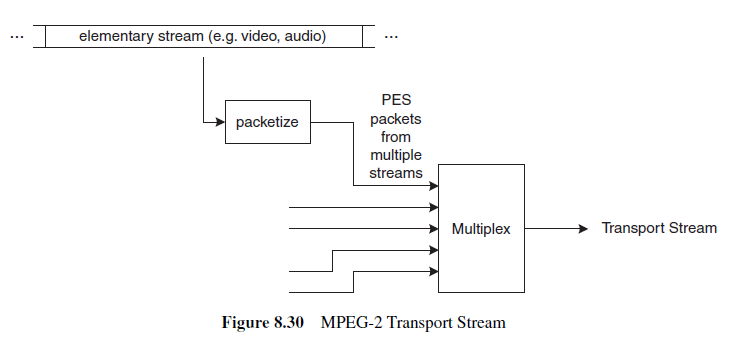 ... elementary stream (e.g. video, audio) ...
packetize
PES
packets
from
multiple
streams
Multiplex
Transport Stream
Figure 8.30 MPEG-2 Transport Stream